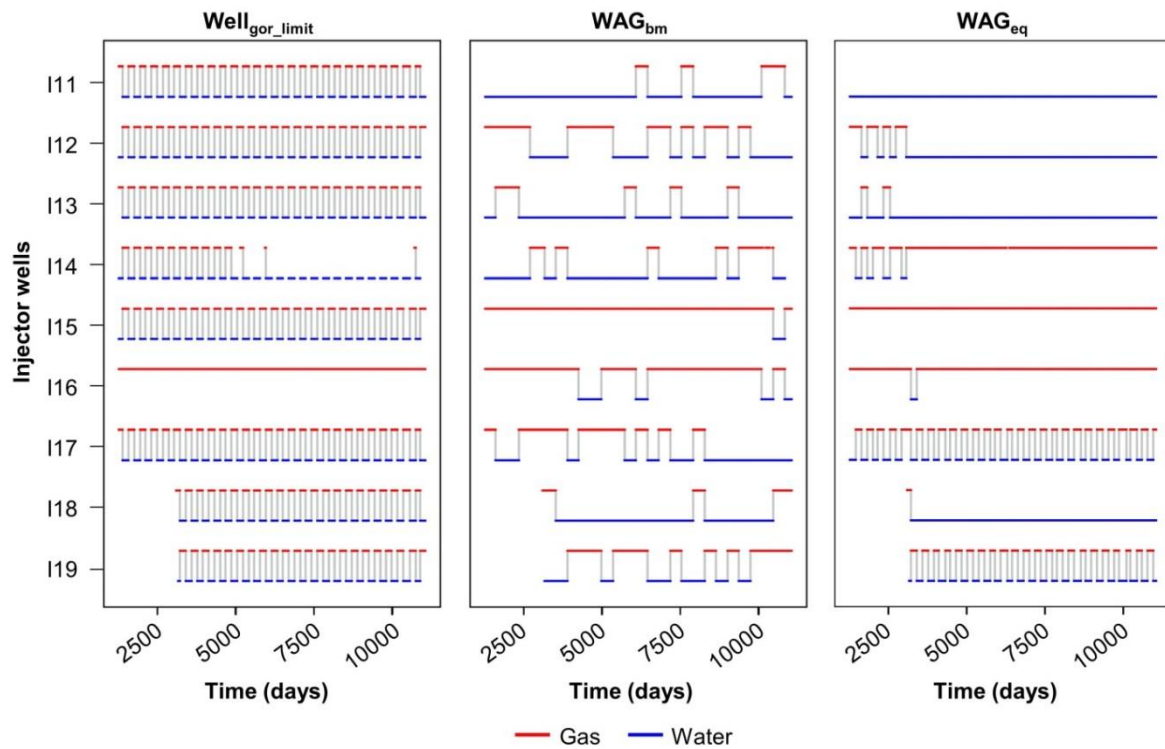 Well_gor_limit WAG_bm WAG_eq
Injector wells
I11
I12
I13
I14
I15
I16
I17
I18
I19
2500 5000 7500 10000 2500 5000 7500 10000 2500 5000 7500 10000
Time (days) Time (days) Time (days)
Gas Water